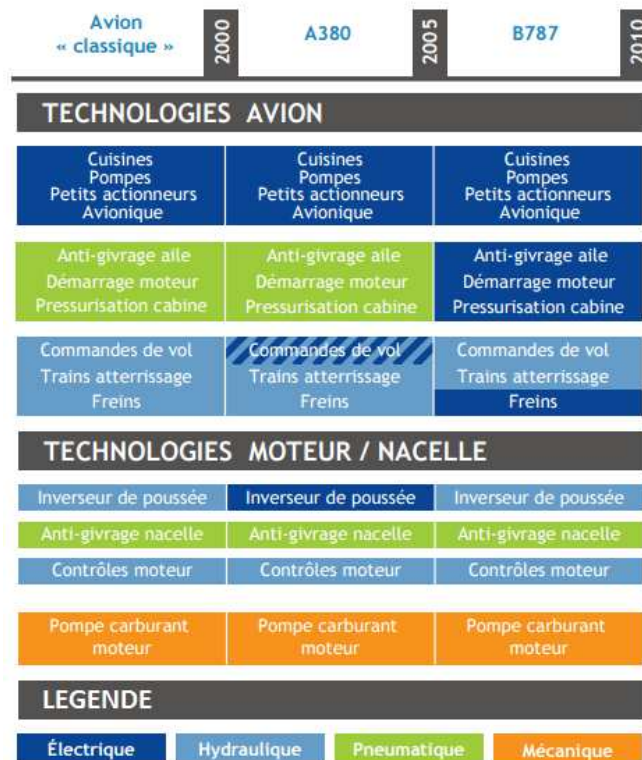 Avion
« classique »
2000
A380
2005
B787
2010
TECHNOLOGIES AVION
Cuisines
Pompes
Petits actionneurs
Avionique
Cuisines
Pompes
Petits actionneurs
Avionique
Cuisines
Pompes
Petits actionneurs
Avionique
Anti-givrage aile
Démarrage moteur
Pressurisation cabine
Anti-givrage aile
Démarrage moteur
Pressurisation cabine
Anti-givrage aile
Démarrage moteur
Pressurisation cabine
Commandes de vol
Trains atterrissage
Freins
Commandes de vol
Trains atterrissage
Freins
Commandes de vol
Trains atterrissage
Freins
TECHNOLOGIES MOTEUR / NACELLE
Inverseur de poussée
Inverseur de poussée
Inverseur de poussée
Anti-givrage nacelle
Anti-givrage nacelle
Anti-givrage nacelle
Contrôles moteur
Contrôles moteur
Contrôles moteur
Pompe carburant
moteur
Pompe carburant
moteur
Pompe carburant
moteur
LEGENDE
Électrique
Hydraulique
Pneumatique
Mécanique